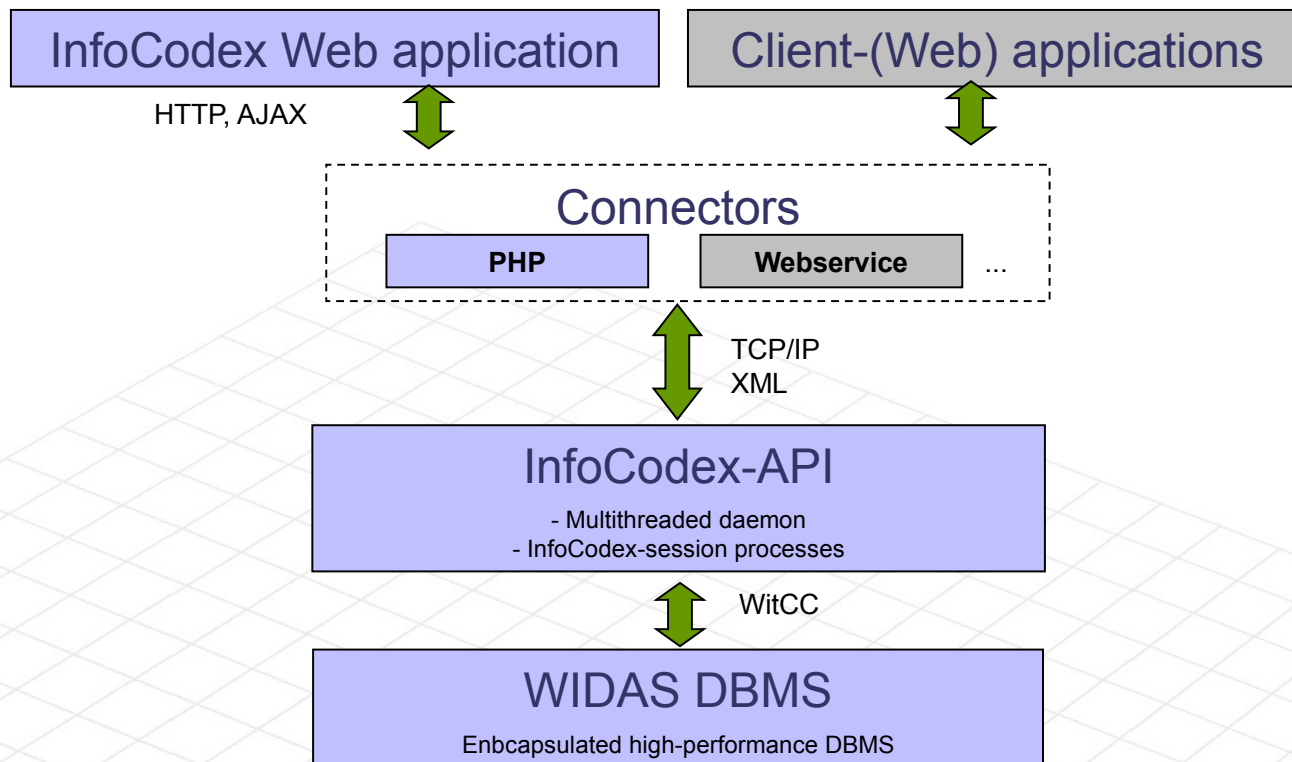 InfoCodex Web application
Client-(Web) applications
HTTP, AJAX
Connectors
PHP
Webservice
...
TCP/IP
XML
InfoCodex-API
- Multithreaded daemon
- InfoCodex-session processes
WitCC
WIDAS DBMS
Enbcapsulated high-performance DBMS